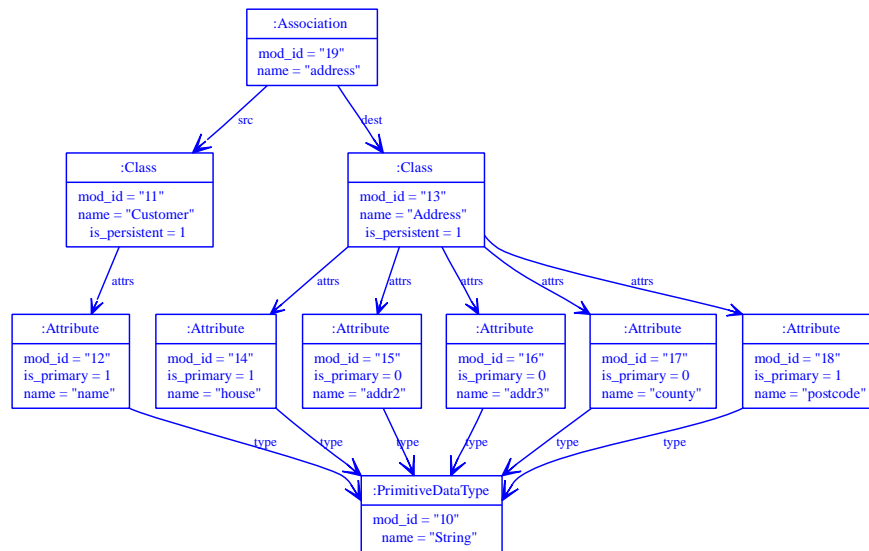 :Association
mod_id = "19"
name = "address"
src
dest
:Class
mod_id = "11"
name = "Customer"
is_persistent = 1
:Class
mod_id = "13"
name = "Address"
is_persistent = 1
attrs
attrs
attrs
attrs
attrs
attrs
:Attribute
mod_id = "12"
is_primary = 1
name = "name"
:Attribute
mod_id = "14"
is_primary = 1
name = "house"
:Attribute
mod_id = "15"
is_primary = 0
name = "addr2"
:Attribute
mod_id = "16"
is_primary = 0
name = "addr3"
:Attribute
mod_id = "17"
is_primary = 0
name = "county"
:Attribute
mod_id = "18"
is_primary = 1
name = "postcode"
type
type
type
type
type
type
:PrimitiveDataType
mod_id = "10"
name = "String"